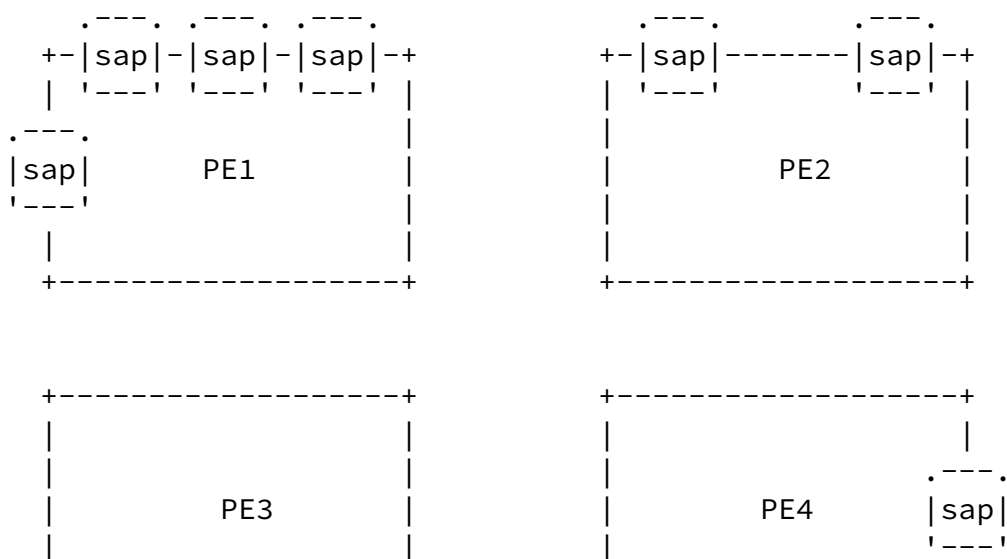 .---. .---. .---. .---. .---.
+-|sap|-|sap|-|sap|-+ +-|sap|-------|sap|-+
| '---' '---' '---' | | '---' '---' |
.---. | | |
|sap| PE1 | | PE2 |
'---' | | |
| | | |
+-------------------+ +-------------------+
+-------------------+ +-------------------+
| | | |
| | | .---.
| PE3 | | PE4 |sap|
| | | '---'